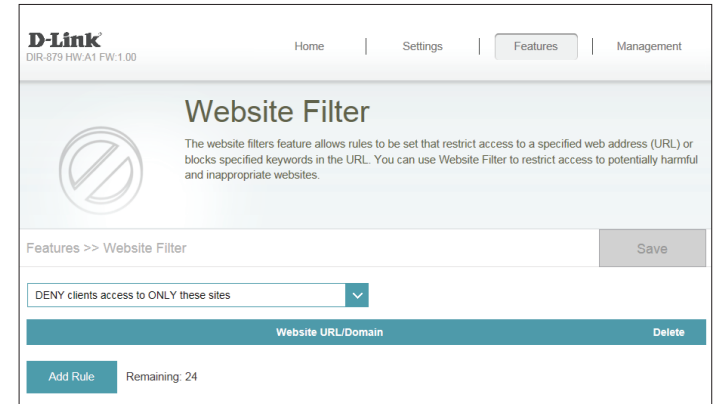 D-Link
DIR-879 HW:A1 FW:1.00
Home
Settings
Features
Management
Website Filter
The website filters feature allows rules to be set that restrict access to a specified web address (URL) or
blocks specified keywords in the URL. You can use Website Filter to restrict access to potentially harmful
and inappropriate websites.
Features >> Website Filter
Save
DENY clients access to ONLY these sites
Website URL/Domain
Delete
Add Rule
Remaining: 24